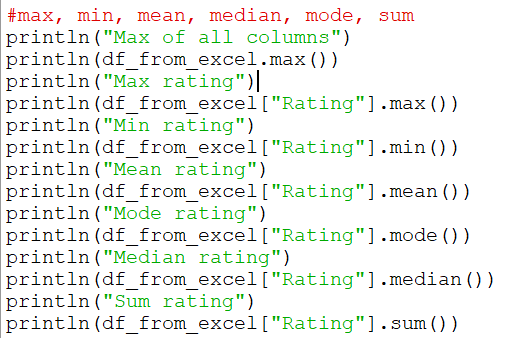 #max, min, mean, median, mode, sum
println("Max of all columns")
println(df_from_excel.max())
println("Max rating")
println(df_from_excel["Rating"].max())
println("Min rating")
println(df_from_excel["Rating"].min())
println("Mean rating")
println(df_from_excel["Rating"].mean())
println("Mode rating")
println(df_from_excel["Rating"].mode())
println("Median rating")
println(df_from_excel["Rating"].median())
println("Sum rating")
println(df_from_excel["Rating"].sum())